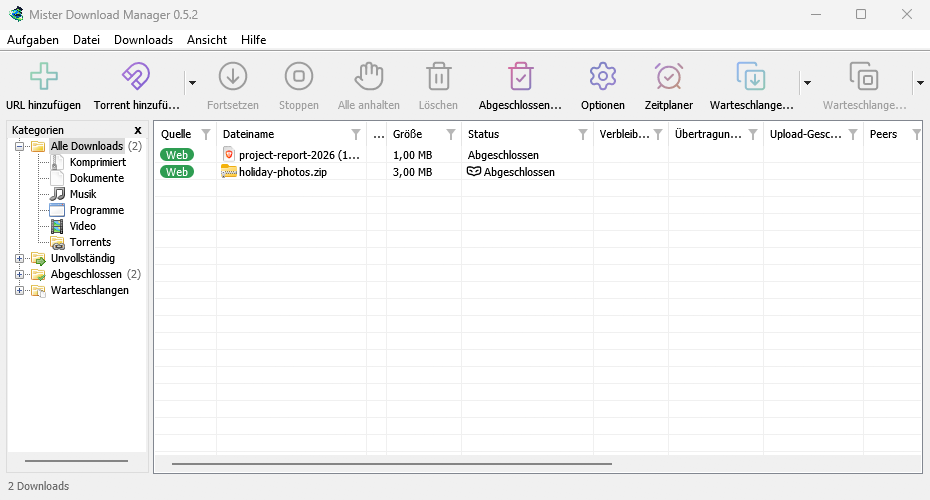 Mister Download Manager 0.5.2
Aufgaben Datei Downloads Ansicht Hilfe
URL hinzufügen Torrent hinzufü... Fortsetzen Stoppen Alle anhalten Löschen Abgeschlossen... Optionen Zeitplaner Warteschlange... Warteschlange...
Kategorien x
Alle Downloads (2)
Komprimiert
Dokumente
Musik
Programme
Video
Torrents
Unvollständig
Abgeschlossen (2)
Warteschlangen
Quelle Dateiname ... Größe Status Verbleib... Übertragun... Upload-Gesc... Peers
Web project-report-2026 (1... 1,00 MB Abgeschlossen
Web holiday-photos.zip 3,00 MB Abgeschlossen
2 Downloads